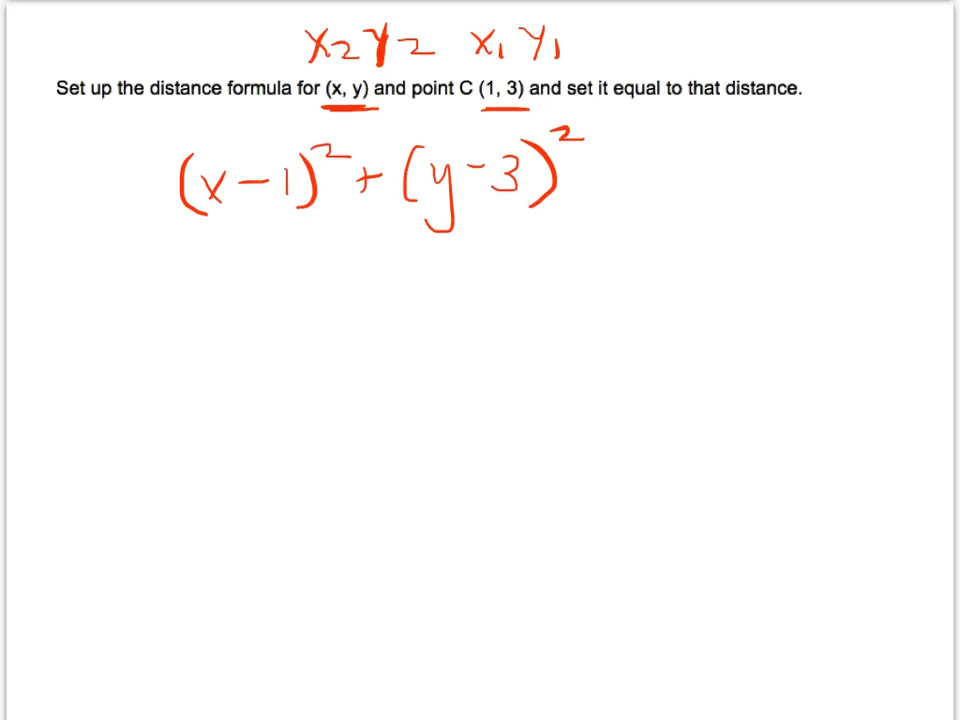 x2 y2 x1 y1
Set up the distance formula for (x, y) and point C (1, 3) and set it equal to that distance.
(x-1)² + (y-3)²